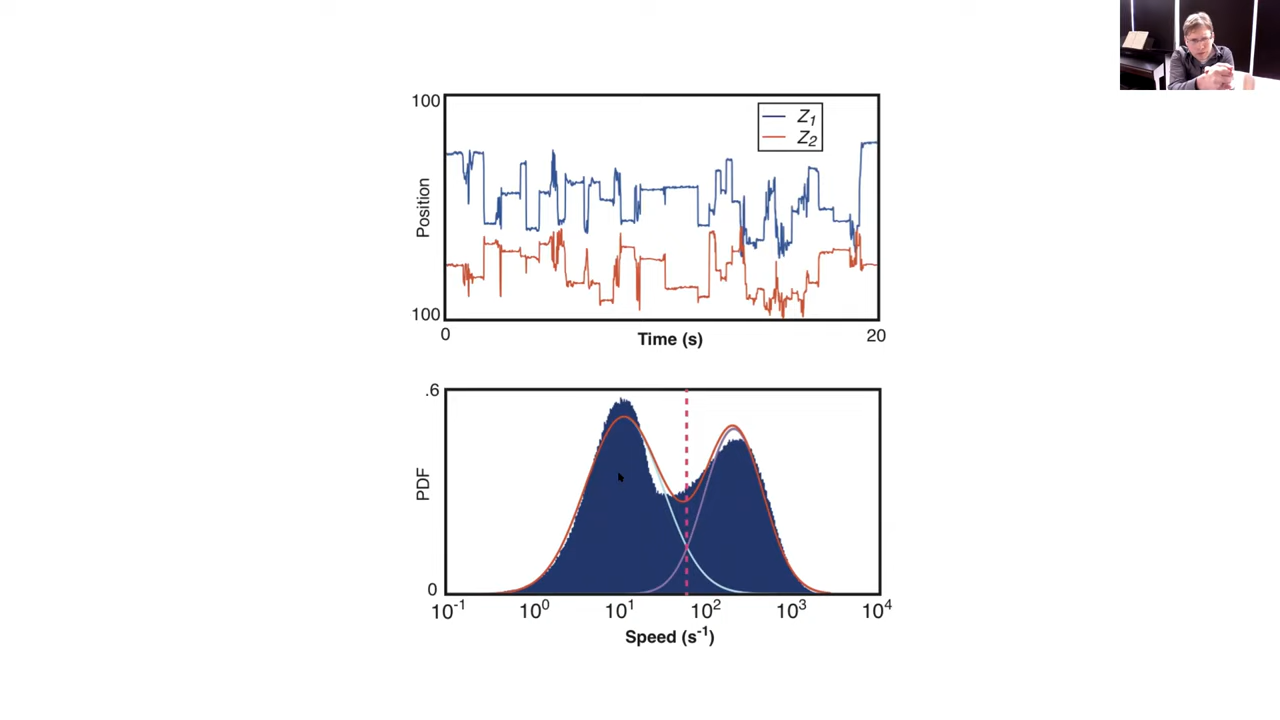 100
Z1
Z2
Position
100
0
20
Time (s)
.6
PDF
0
10-1
100
101
102
103
104
Speed (s-1)